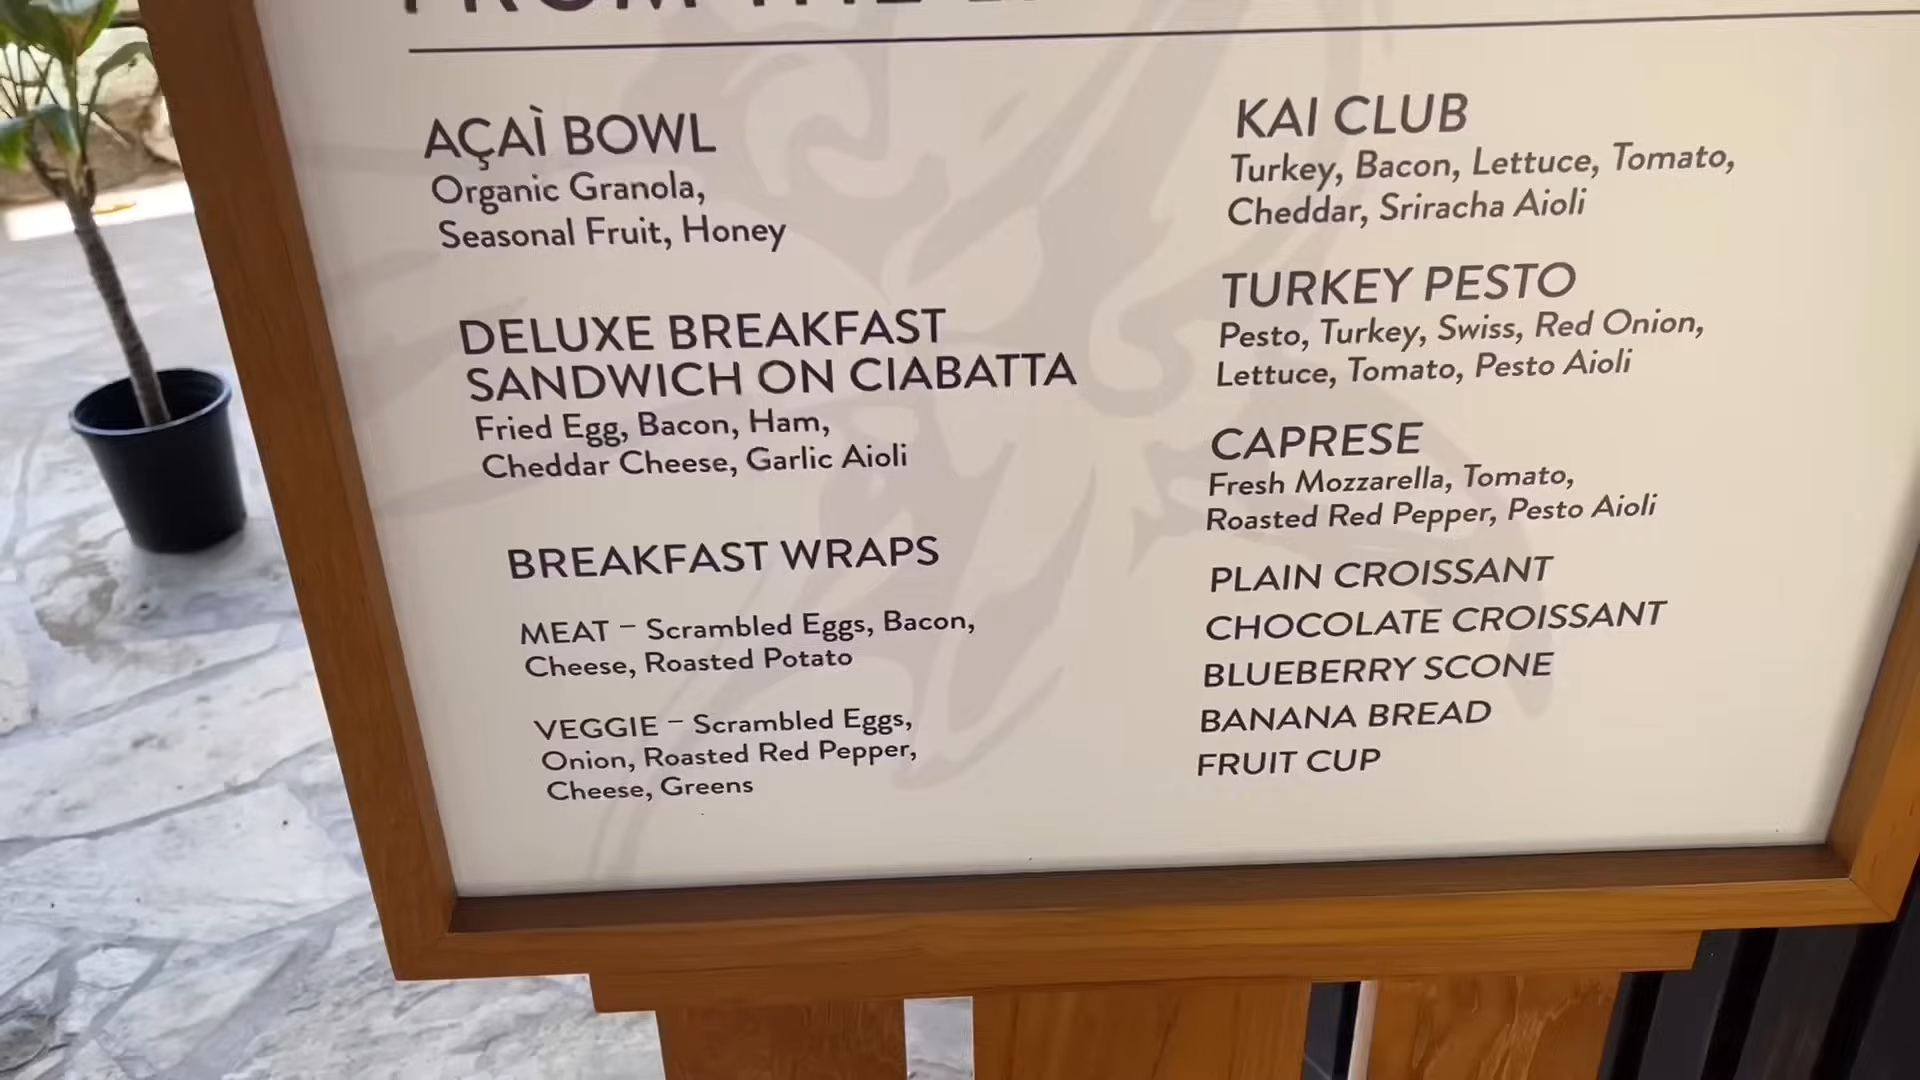 FROM THE
AÇAÌ BOWL
Organic Granola,
Seasonal Fruit, Honey
DELUXE BREAKFAST
SANDWICH ON CIABATTA
Fried Egg, Bacon, Ham,
Cheddar Cheese, Garlic Aioli
BREAKFAST WRAPS
MEAT – Scrambled Eggs, Bacon,
Cheese, Roasted Potato
VEGGIE – Scrambled Eggs,
Onion, Roasted Red Pepper,
Cheese, Greens
KAI CLUB
Turkey, Bacon, Lettuce, Tomato,
Cheddar, Sriracha Aioli
TURKEY PESTO
Pesto, Turkey, Swiss, Red Onion,
Lettuce, Tomato, Pesto Aioli
CAPRESE
Fresh Mozzarella, Tomato,
Roasted Red Pepper, Pesto Aioli
PLAIN CROISSANT
CHOCOLATE CROISSANT
BLUEBERRY SCONE
BANANA BREAD
FRUIT CUP